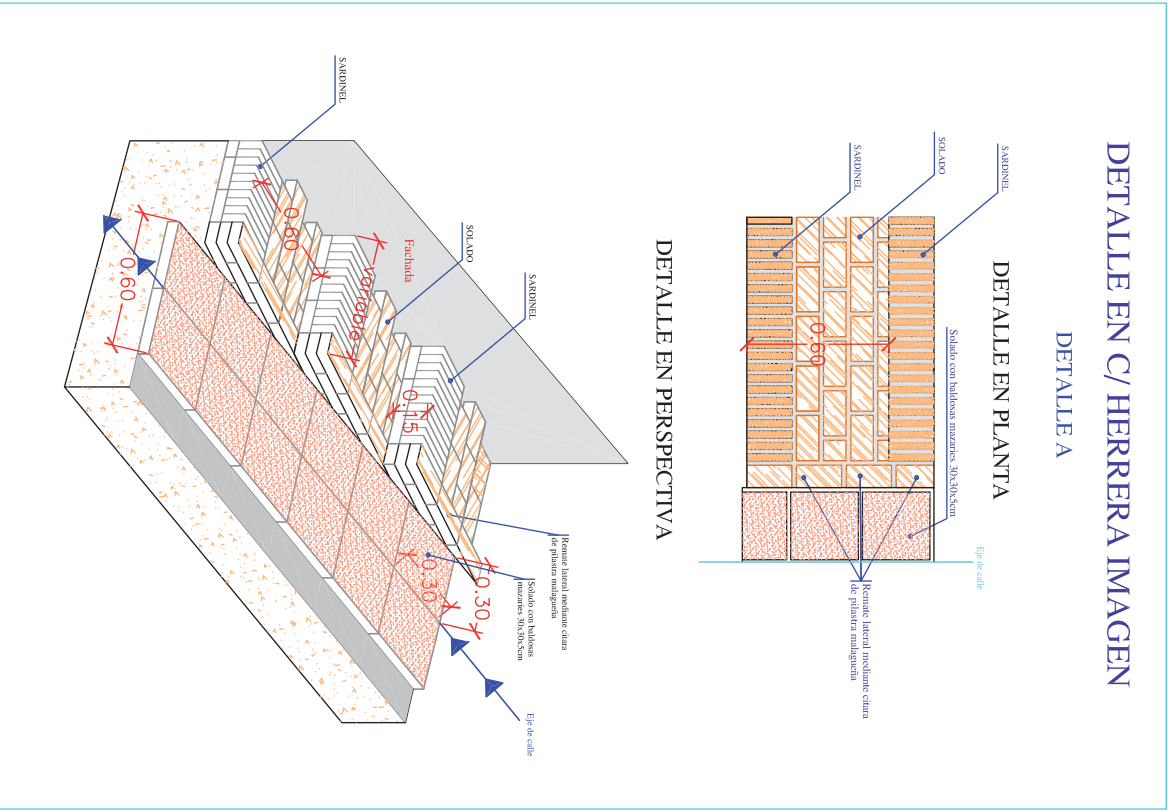 DETALLE EN C/ HERRERA IMAGEN
DETALLE A
DETALLE EN PLANTA
SARDINEL
SOLADO
SARDINEL
Solado con baldosas mazaries 30x30x5cm
Eje de calle
0.60
Remate lateral mediante citara
de pilastra malagueña
DETALLE EN PERSPECTIVA
SARDINEL
SOLADO
SARDINEL
Remate lateral mediante citara
de pilastra malagueña
Solado con baldosas
mazaries 30x30x5cm
Eje de calle
Fachada
variable
0.60
0.15
0.30
0.30
0.60